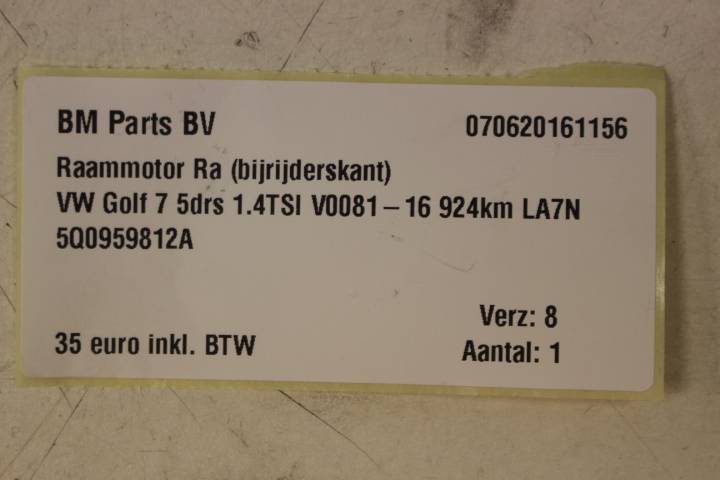 BM Parts BV 070620161156
Raammotor Ra (bijrijderskant)
VW Golf 7 5drs 1.4TSI V0081–16 924km LA7N
5Q0959812A
Verz: 8
35 euro inkl. BTW Aantal: 1